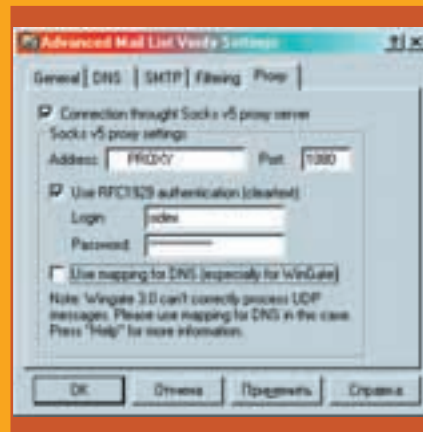 Advanced Mail List Verify Settings
General DNS SMTP Filtering Proxy
Connection throught Socks v5 proxy server
Socks v5 proxy settings
Address: PROXY Port: 1080
Use RFC1929 authentication (cleartext)
Login
Password
Use mapping for DNS (especially for WinGate)
Note: Wingate 3.0 can't correctly process UDP
messages. Please use mapping for DNS in this case.
Press "Help" for more information.
OK Отмена Применить Справка